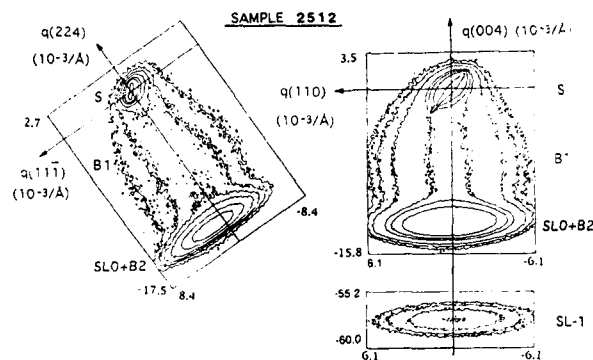 SAMPLE 2512
q(224)
(10⁻³/Å)
S
2.7
q(111̄)
(10⁻³/Å)
B1
-8.4
SL0+B2
-17.5
8.4
q(004) (10⁻³/Å)
3.5
S
q(110)
(10⁻³/Å)
SL0+B2
-15.8
6.1
-6.1
-55.2
SL-1
-60.0
6.1
-6.1